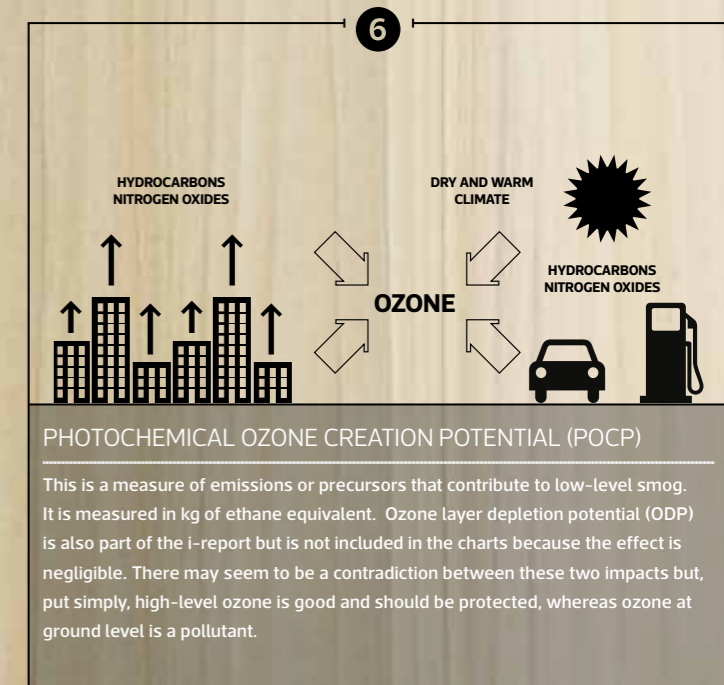 6
HYDROCARBONS
NITROGEN OXIDES
DRY AND WARM
CLIMATE
HYDROCARBONS
NITROGEN OXIDES
OZONE
PHOTOCHEMICAL OZONE CREATION POTENTIAL (POCP)
This is a measure of emissions or precursors that contribute to low-level smog.
It is measured in kg of ethane equivalent. Ozone layer depletion potential (ODP)
is also part of the i-report but is not included in the charts because the effect is
negligible. There may seem to be a contradiction between these two impacts but,
put simply, high-level ozone is good and should be protected, whereas ozone at
ground level is a pollutant.